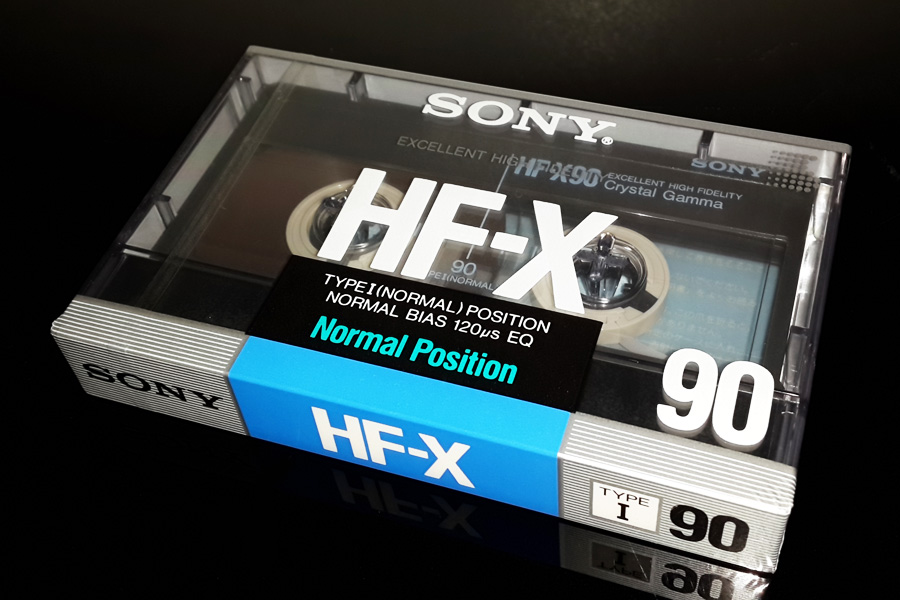 SONY®
EXCELLENT HIGH
SONY
HF-X90
EXCELLENT HIGH FIDELITY
Crystal Gamma
HF-X
90
TYPE I (NORMAL) POSITION
NORMAL BIAS 120µs EQ
Normal Position
90
SONY
HF-X
TYPE
I
90